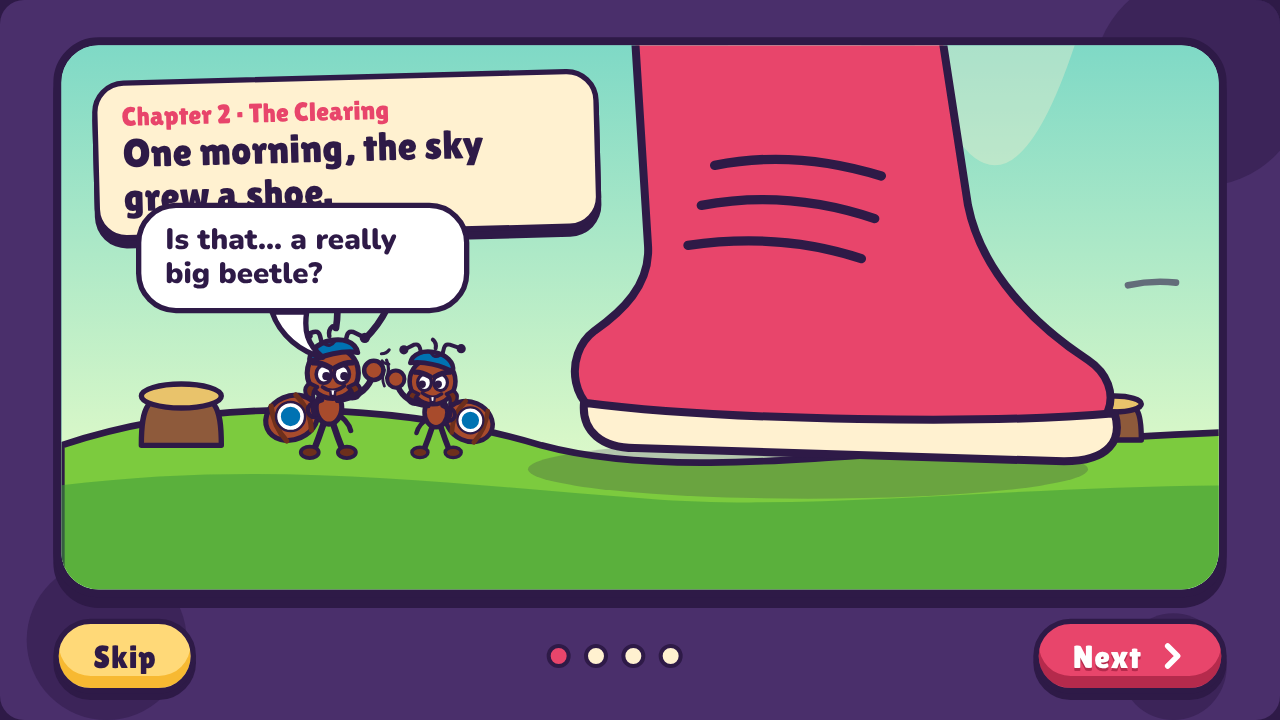 Chapter 2 · The Clearing
One morning, the sky
grew a shoe.
Is that... a really
big beetle?
Skip
Next